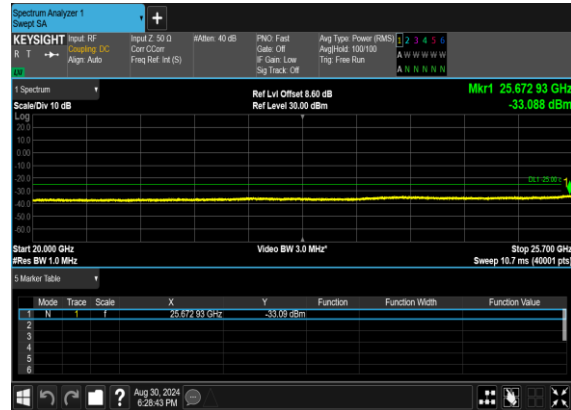 Spectrum Analyzer 1
Swept SA
+
KEYSIGHT
R T
LW
Input: RF
Coupling: DC
Align: Auto
Input Z: 50 Ω
Corr CCorr
Freq Ref: Int (S)
#Atten: 40 dB
PNO: Fast
Gate: Off
IF Gain: Low
Sig Track: Off
Avg Type: Power (RMS)
Avg|Hold: 100/100
Trig: Free Run
1 2 3 4 5 6
A W W W W W
A N N N N N
1 Spectrum
Scale/Div 10 dB
Ref Lvl Offset 8.60 dB
Ref Level 30.00 dBm
Mkr1 25.672 93 GHz
-33.088 dBm
Log
20.0
10.0
0.00
-10.0
-20.0
DL1 -25.00
-30.0
-40.0
-50.0
-60.0
Start 20.000 GHz
#Res BW 1.0 MHz
Video BW 3.0 MHz*
Stop 25.700 GHz
Sweep 10.7 ms (40001 pts)
5 Marker Table
Mode Trace Scale X Y Function Function Width Function Value
1 N 1 f 25.672 93 GHz -33.09 dBm
2
3
4
5
6
?
Aug 30, 2024
6:28:43 PM